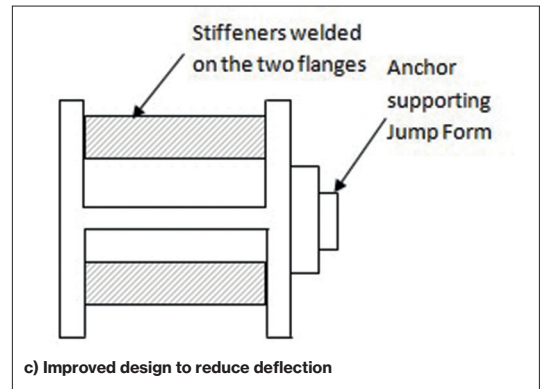 Stiffeners welded
on the two flanges
Anchor
supporting
Jump Form
c) Improved design to reduce deflection